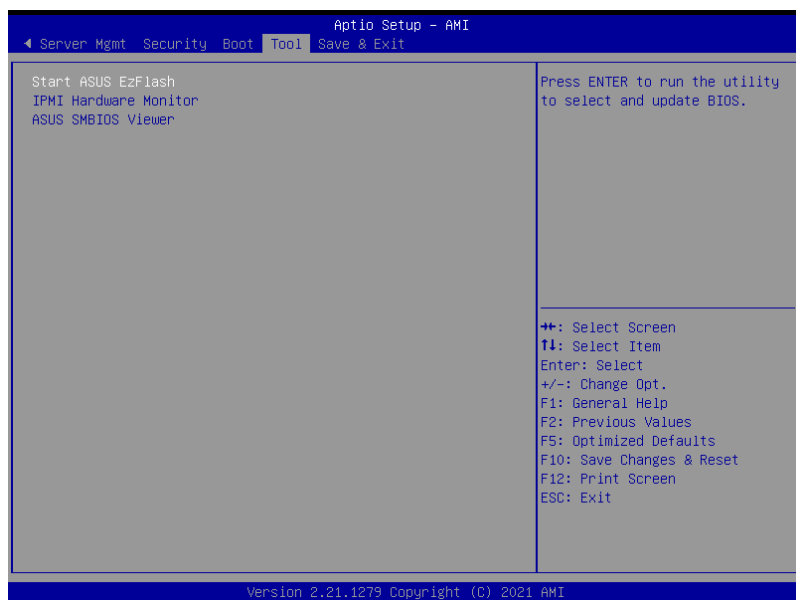 Aptio Setup – AMI
Server Mgmt Security Boot Tool Save & Exit
Start ASUS EzFlash
IPMI Hardware Monitor
ASUS SMBIOS Viewer
Press ENTER to run the utility
to select and update BIOS.
→←: Select Screen
↑↓: Select Item
Enter: Select
+/-: Change Opt.
F1: General Help
F2: Previous Values
F5: Optimized Defaults
F10: Save Changes & Reset
F12: Print Screen
ESC: Exit
Version 2.21.1279 Copyright (C) 2021 AMI